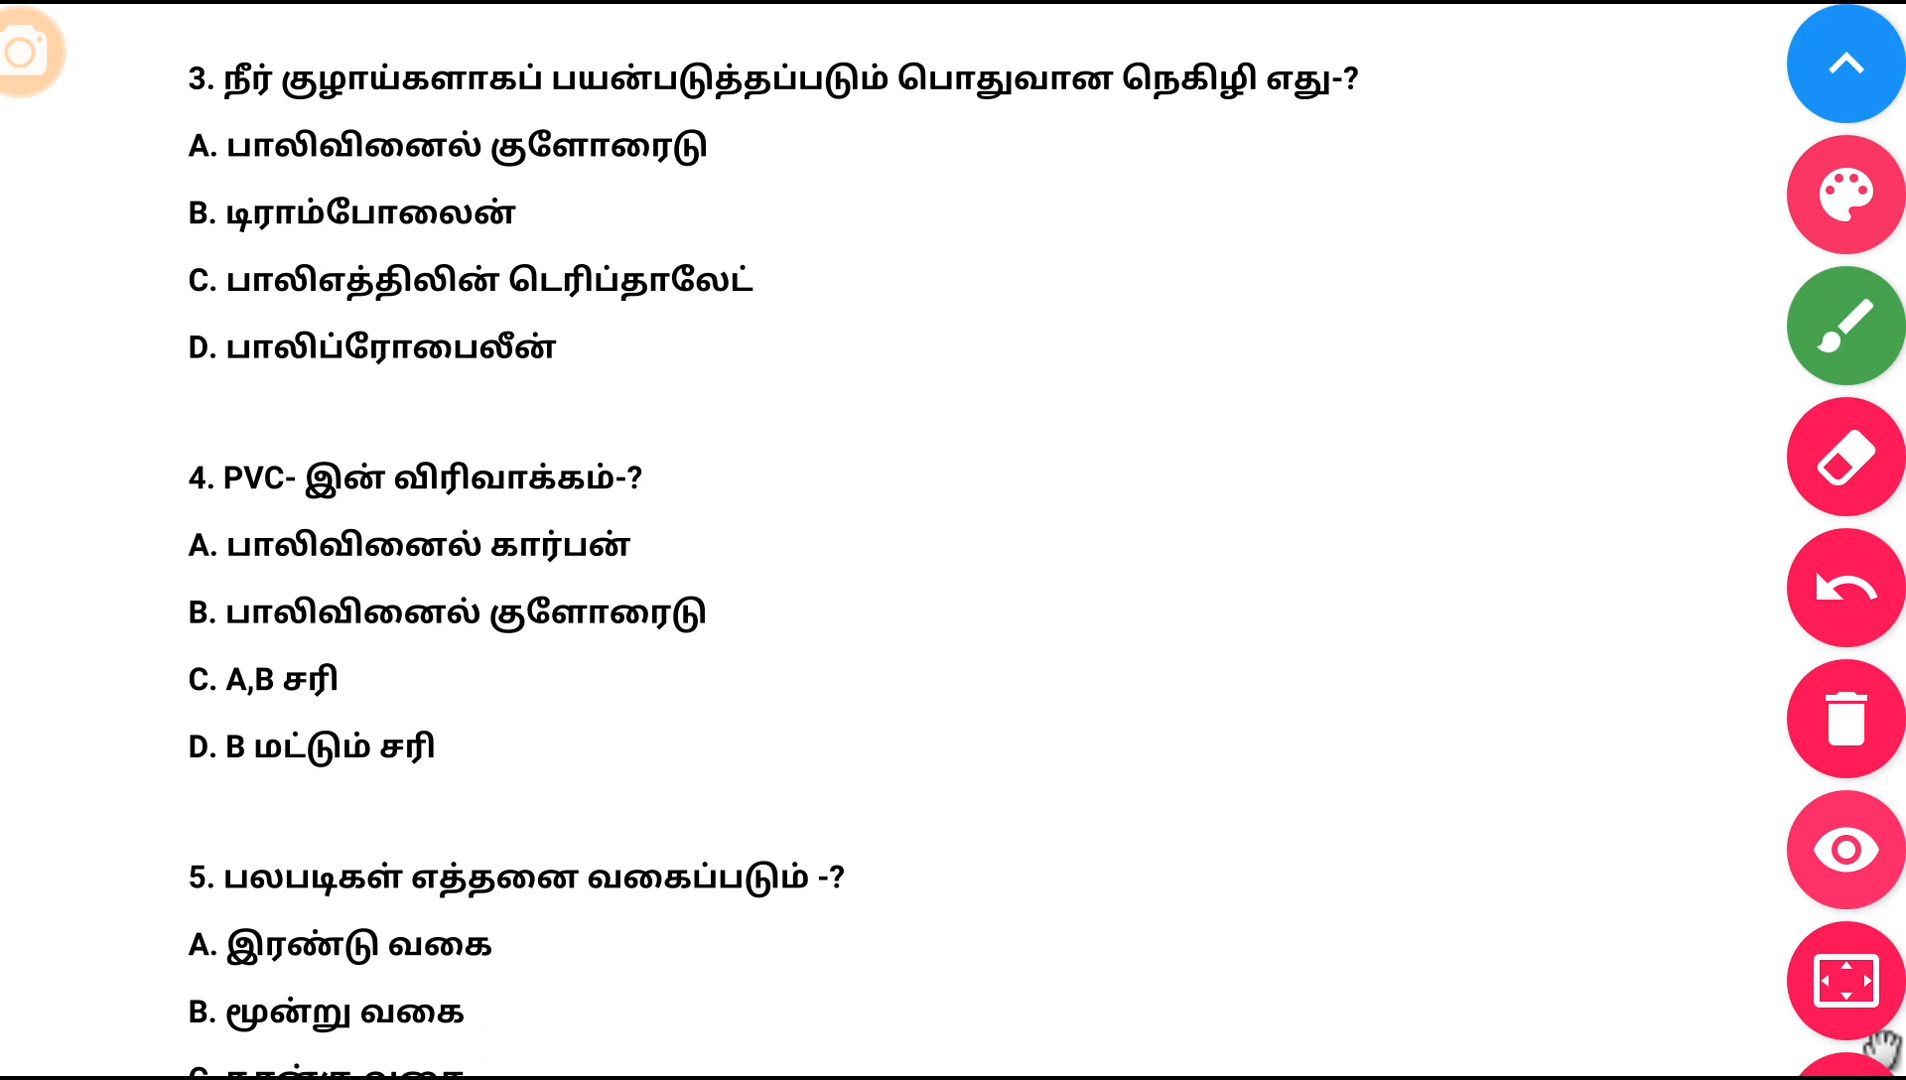 3. நீர் குழாய்களாகப் பயன்படுத்தப்படும் பொதுவான நெகிழி எது-?
A. பாலிவினைல் குளோரைடு
B. டிராம்போலைன்
C. பாலிஎத்திலின் டெரிப்தாலேட்
D. பாலிப்ரோபைலீன்
4. PVC- இன் விரிவாக்கம்-?
A. பாலிவினைல் கார்பன்
B. பாலிவினைல் குளோரைடு
C. A,B சரி
D. B மட்டும் சரி
5. பலபடிகள் எத்தனை வகைப்படும் -?
A. இரண்டு வகை
B. மூன்று வகை